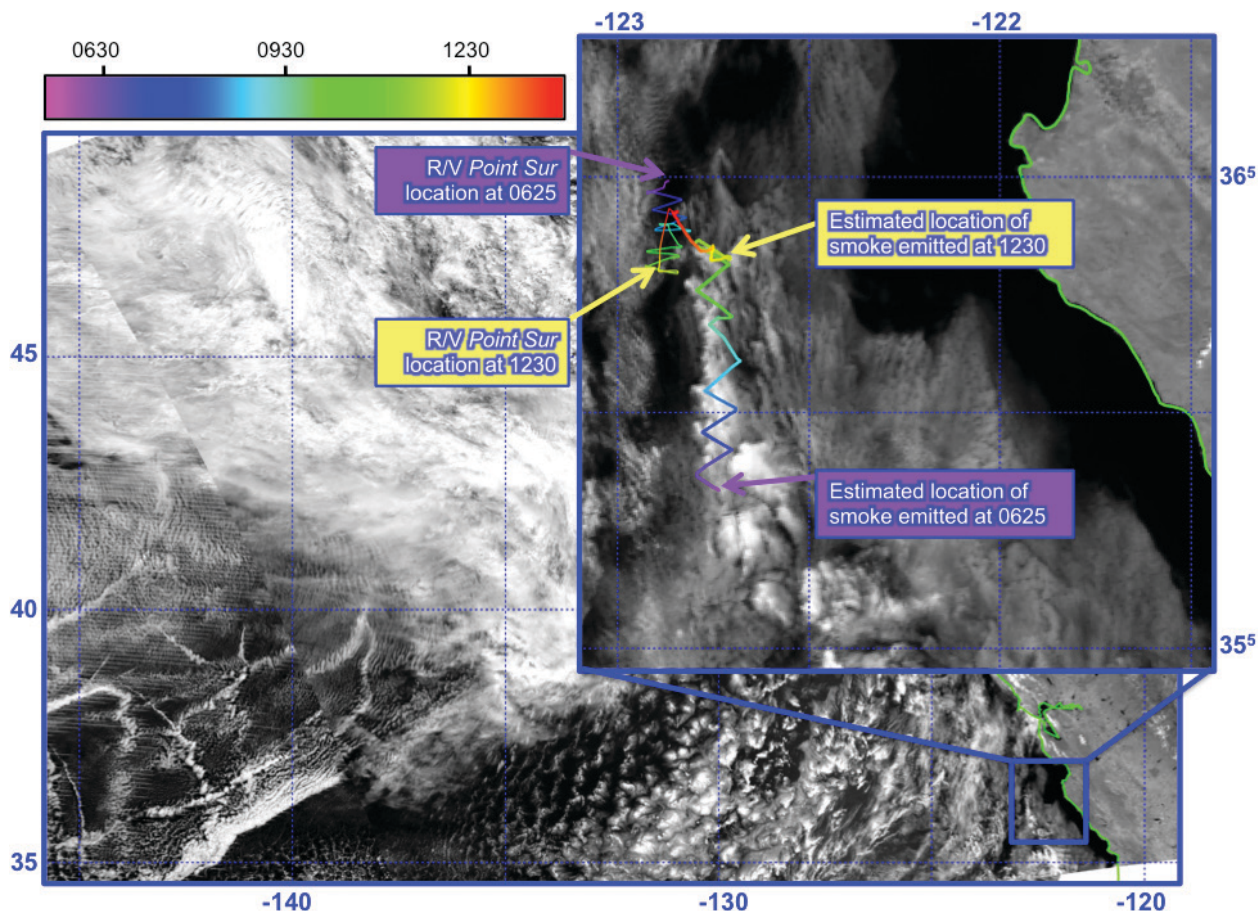 -123
-122
0630
0930
1230
R/V Point Sur
location at 0625
36⁵
Estimated location of
smoke emitted at 1230
R/V Point Sur
location at 1230
45
Estimated location of
smoke emitted at 0625
40
35⁵
35
-140
-130
-120